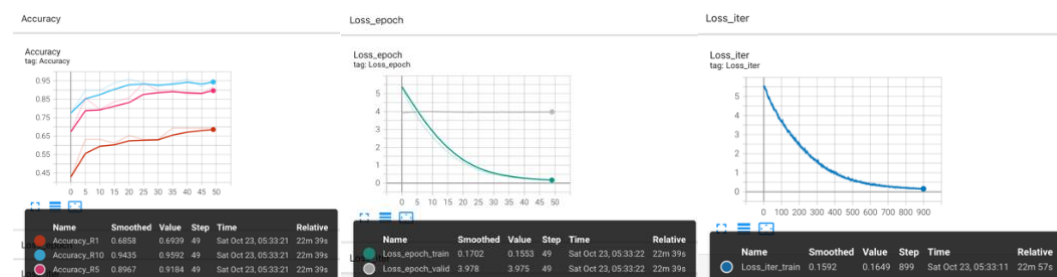 Accuracy
Accuracy
tag: Accuracy
0.95
0.85
0.75
0.65
0.55
0.45
0 5 10 15 20 25 30 35 40 45 50
Name Smoothed Value Step Time Relative
Accuracy_R1 0.6858 0.6939 49 Sat Oct 23, 05:33:21 22m 39s
Accuracy_R10 0.9435 0.9592 49 Sat Oct 23, 05:33:21 22m 39s
Accuracy_R5 0.8967 0.9184 49 Sat Oct 23, 05:33:21 22m 39s
Loss_epoch
Loss_epoch
tag: Loss_epoch
5
4
3
2
1
0
0 5 10 15 20 25 30 35 40 45 50
Name Smoothed Value Step Time Relative
Loss_epoch_train 0.1702 0.1553 49 Sat Oct 23, 05:33:22 22m 39s
Loss_epoch_valid 3.978 3.975 49 Sat Oct 23, 05:33:22 22m 39s
Loss_iter
Loss_iter
tag: Loss_iter
5
4
3
2
1
0
0 100 200 300 400 500 600 700 800 900
Name Smoothed Value Step Time Relative
Loss_iter_train 0.1592 0.1649 899 Sat Oct 23, 05:33:11 22m 57s